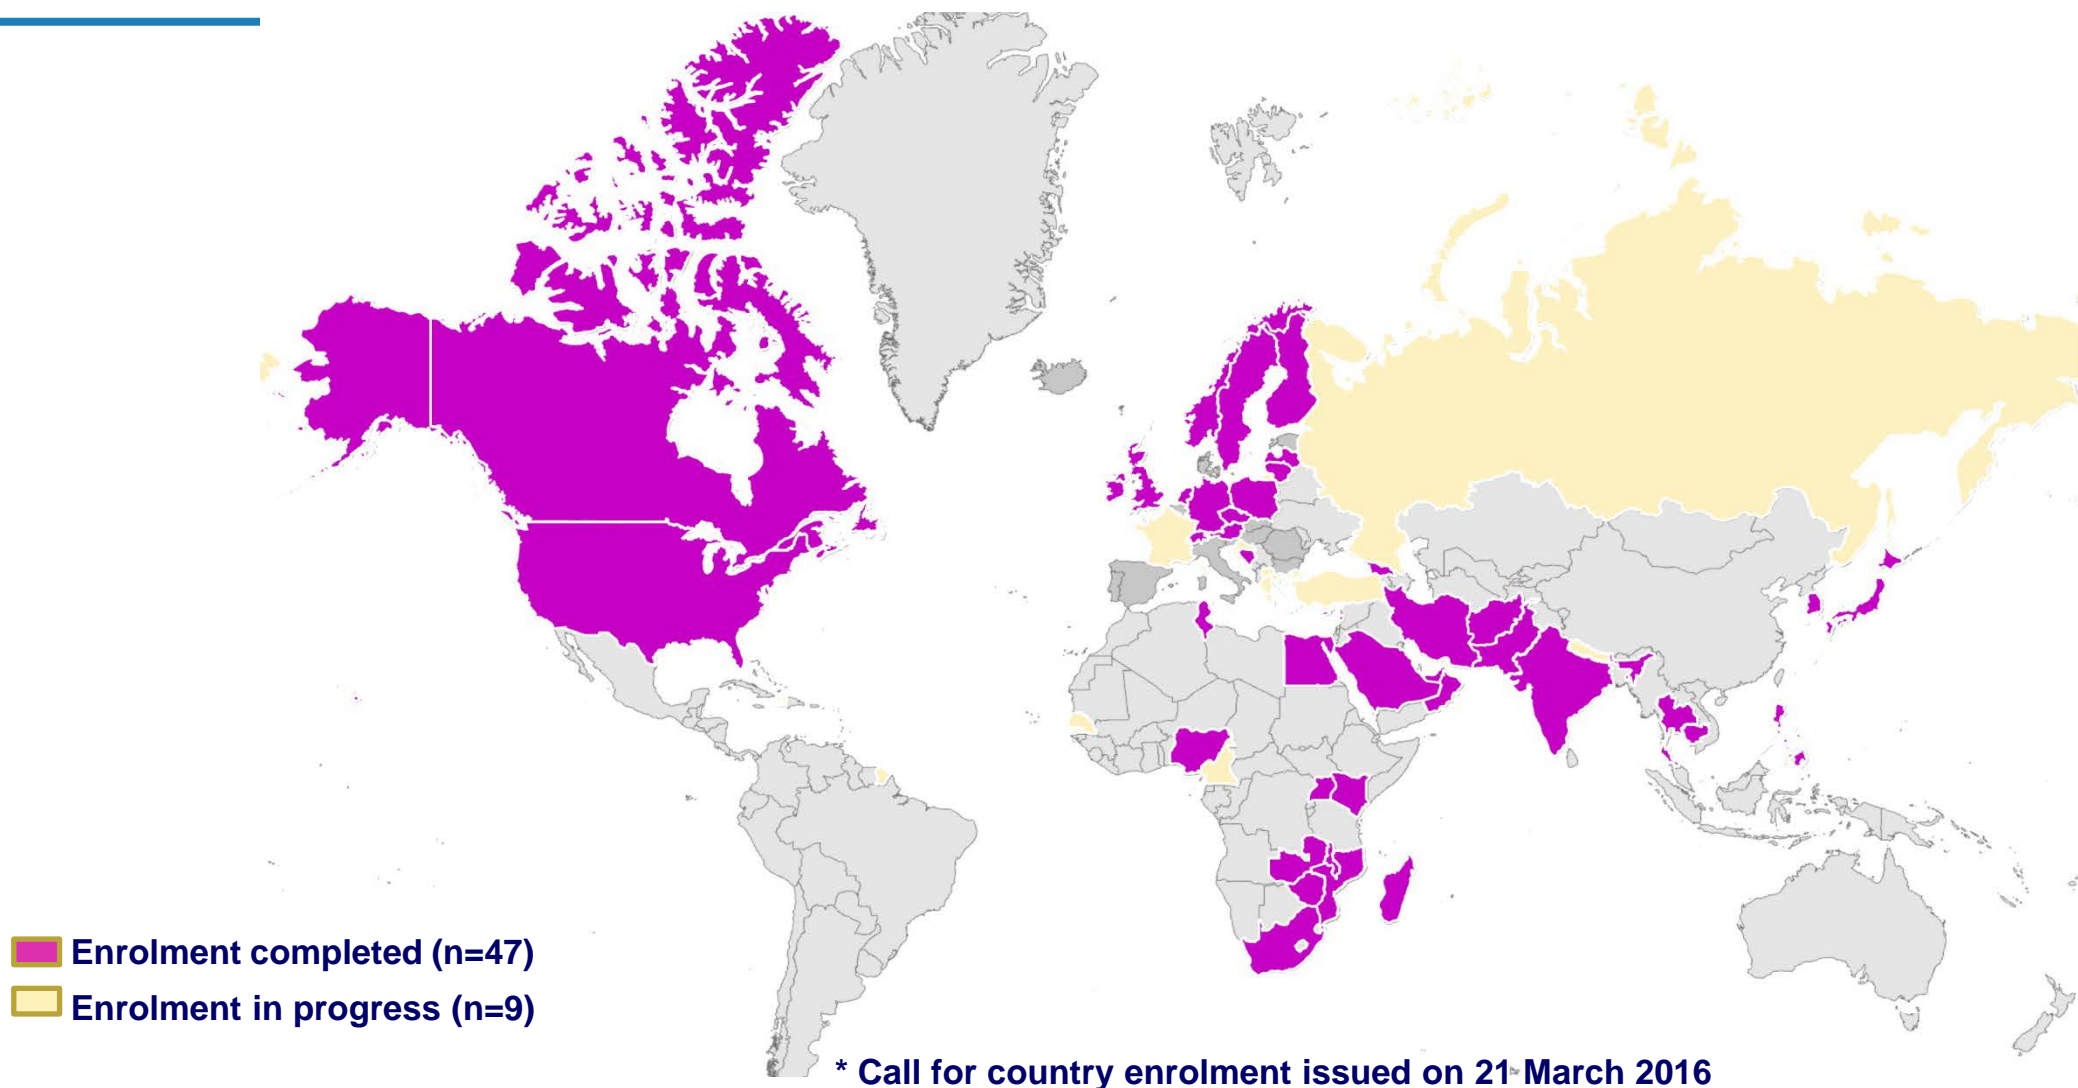 Enrolment completed (n=47)
Enrolment in progress (n=9)
* Call for country enrolment issued on 21 March 2016